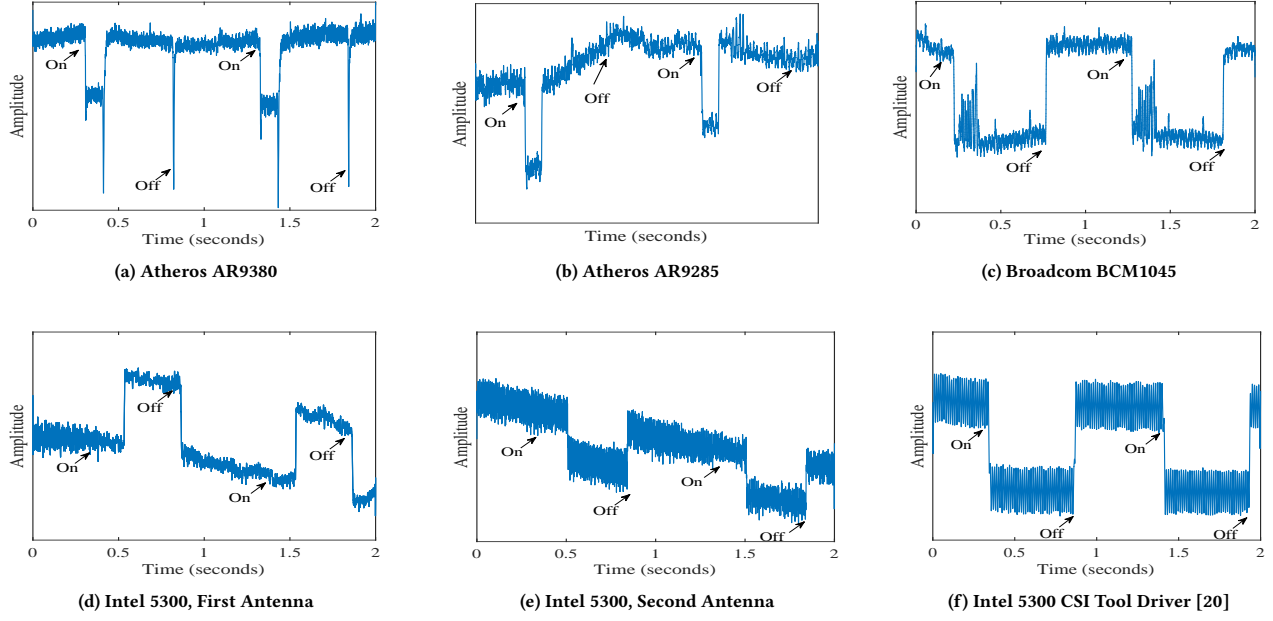 Amplitude
On
Off
On
Off
0 0.5 1 1.5 2
Time (seconds)
(a) Atheros AR9380
Amplitude
On
Off
On
Off
Time (seconds)
(b) Atheros AR9285
Amplitude
On
Off
On
Off
0 0.5 1 1.5 2
Time (seconds)
(c) Broadcom BCM1045
Amplitude
On
Off
On
Off
0 0.5 1 1.5 2
Time (seconds)
(d) Intel 5300, First Antenna
Amplitude
On
Off
On
Off
0 0.5 1 1.5 2
Time (seconds)
(e) Intel 5300, Second Antenna
Amplitude
On
Off
On
Off
0 0.5 1 1.5 2
Time (seconds)
(f) Intel 5300 CSI Tool Driver [20]